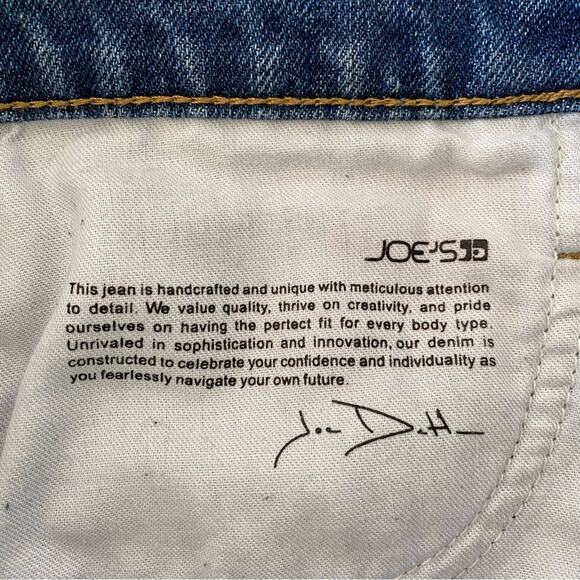 JOE'S
This jean is handcrafted and unique with meticulous attention
to detail. We value quality, thrive on creativity, and pride
ourselves on having the perfect fit for every body type.
Unrivaled in sophistication and innovation, our denim is
constructed to celebrate your confidence and individuality as
you fearlessly navigate your own future.
Joe